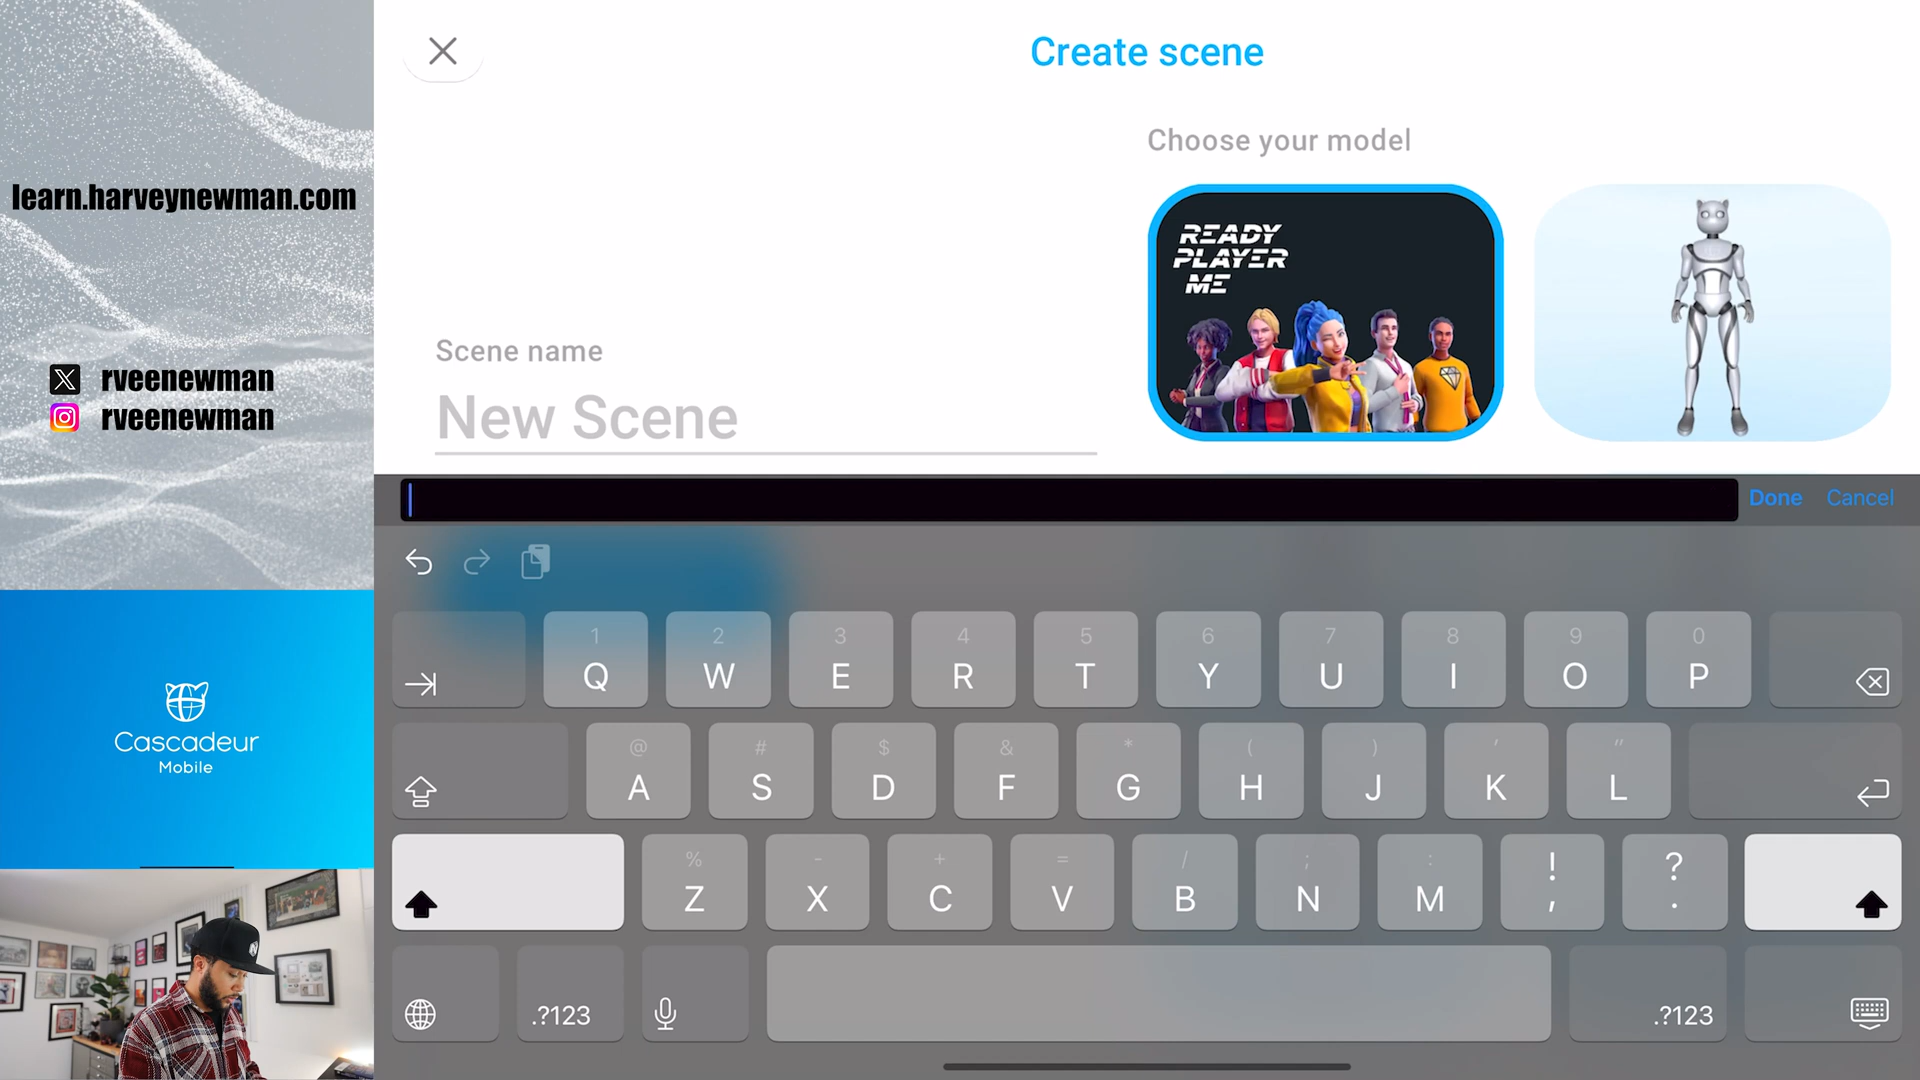 learn.harveynewman.com
rveenewman
rveenewman
Cascadeur
Mobile
Create scene
Choose your model
READY
PLAYER
ME
Scene name
New Scene
Done Cancel
1 2 3 4 5 6 7 8 9 0
Q W E R T Y U I O P
@ # $ & * ( ) ' "
A S D F G H J K L
% - + = / ; : ! ?
Z X C V B N M , .
.?123 .?123